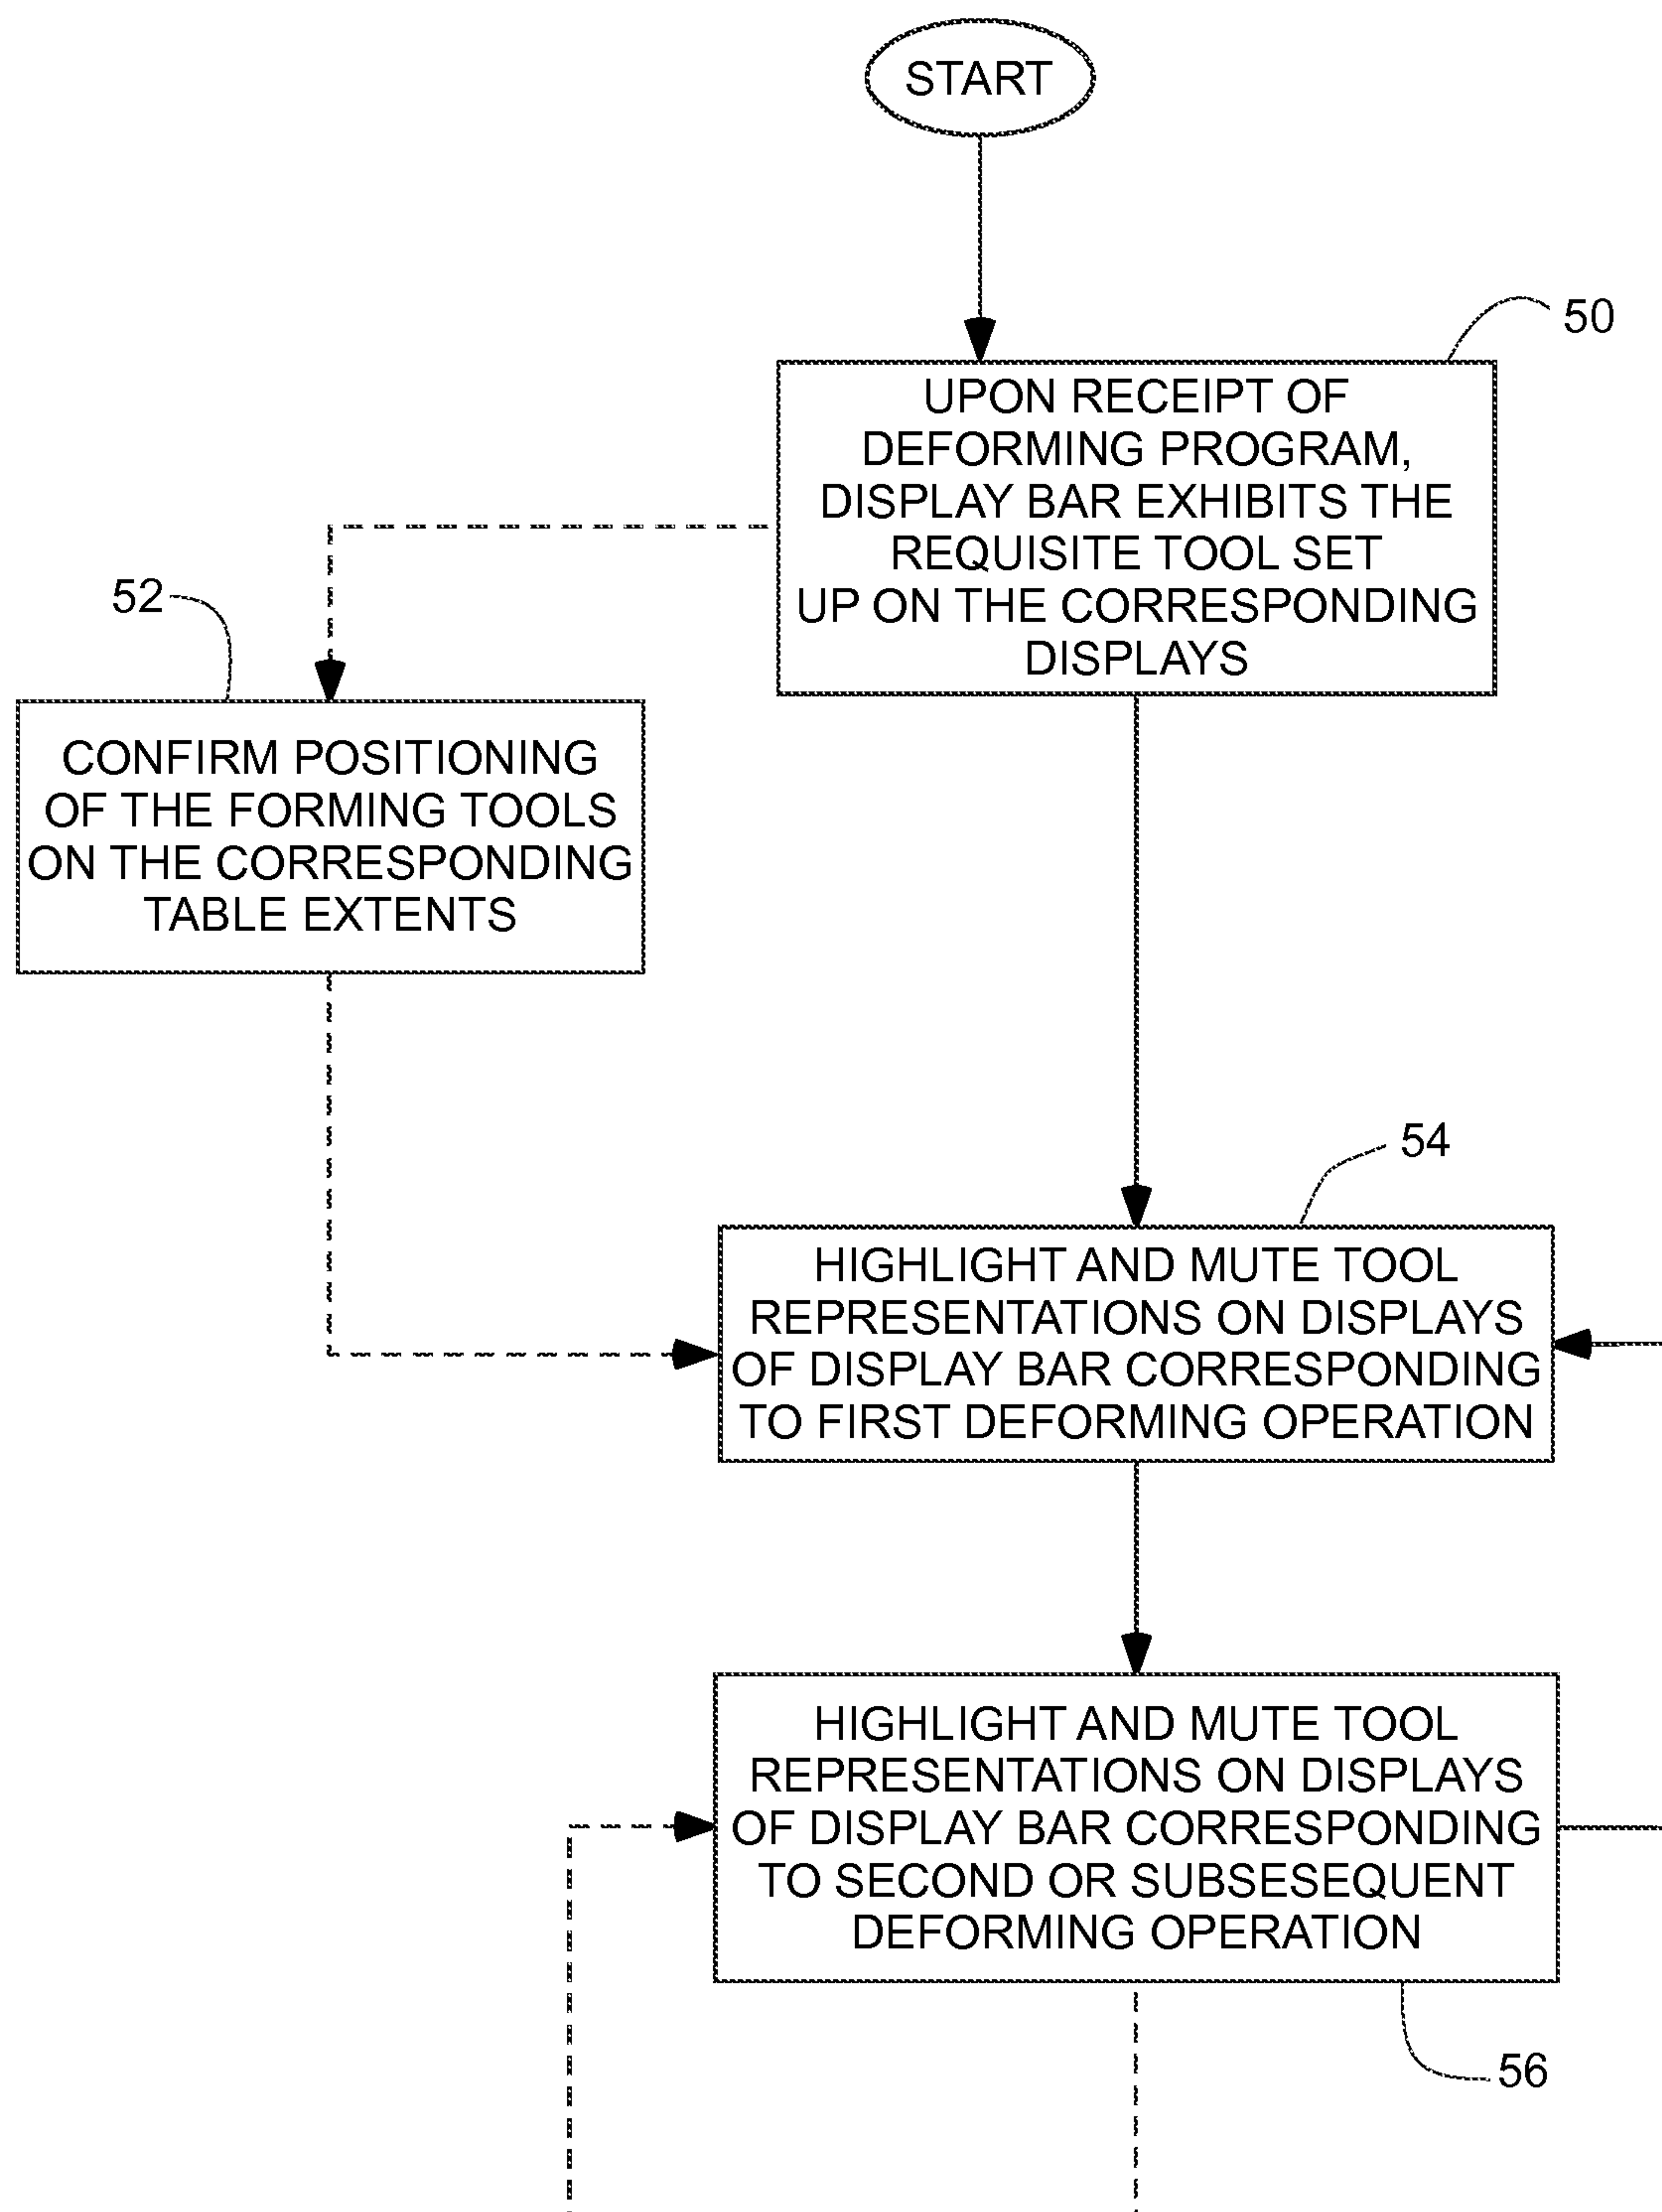 START
50
UPON RECEIPT OF
DEFORMING PROGRAM,
DISPLAY BAR EXHIBITS THE
REQUISITE TOOL SET
UP ON THE CORRESPONDING
DISPLAYS
52
CONFIRM POSITIONING
OF THE FORMING TOOLS
ON THE CORRESPONDING
TABLE EXTENTS
54
HIGHLIGHT AND MUTE TOOL
REPRESENTATIONS ON DISPLAYS
OF DISPLAY BAR CORRESPONDING
TO FIRST DEFORMING OPERATION
HIGHLIGHT AND MUTE TOOL
REPRESENTATIONS ON DISPLAYS
OF DISPLAY BAR CORRESPONDING
TO SECOND OR SUBSESEQUENT
DEFORMING OPERATION
56